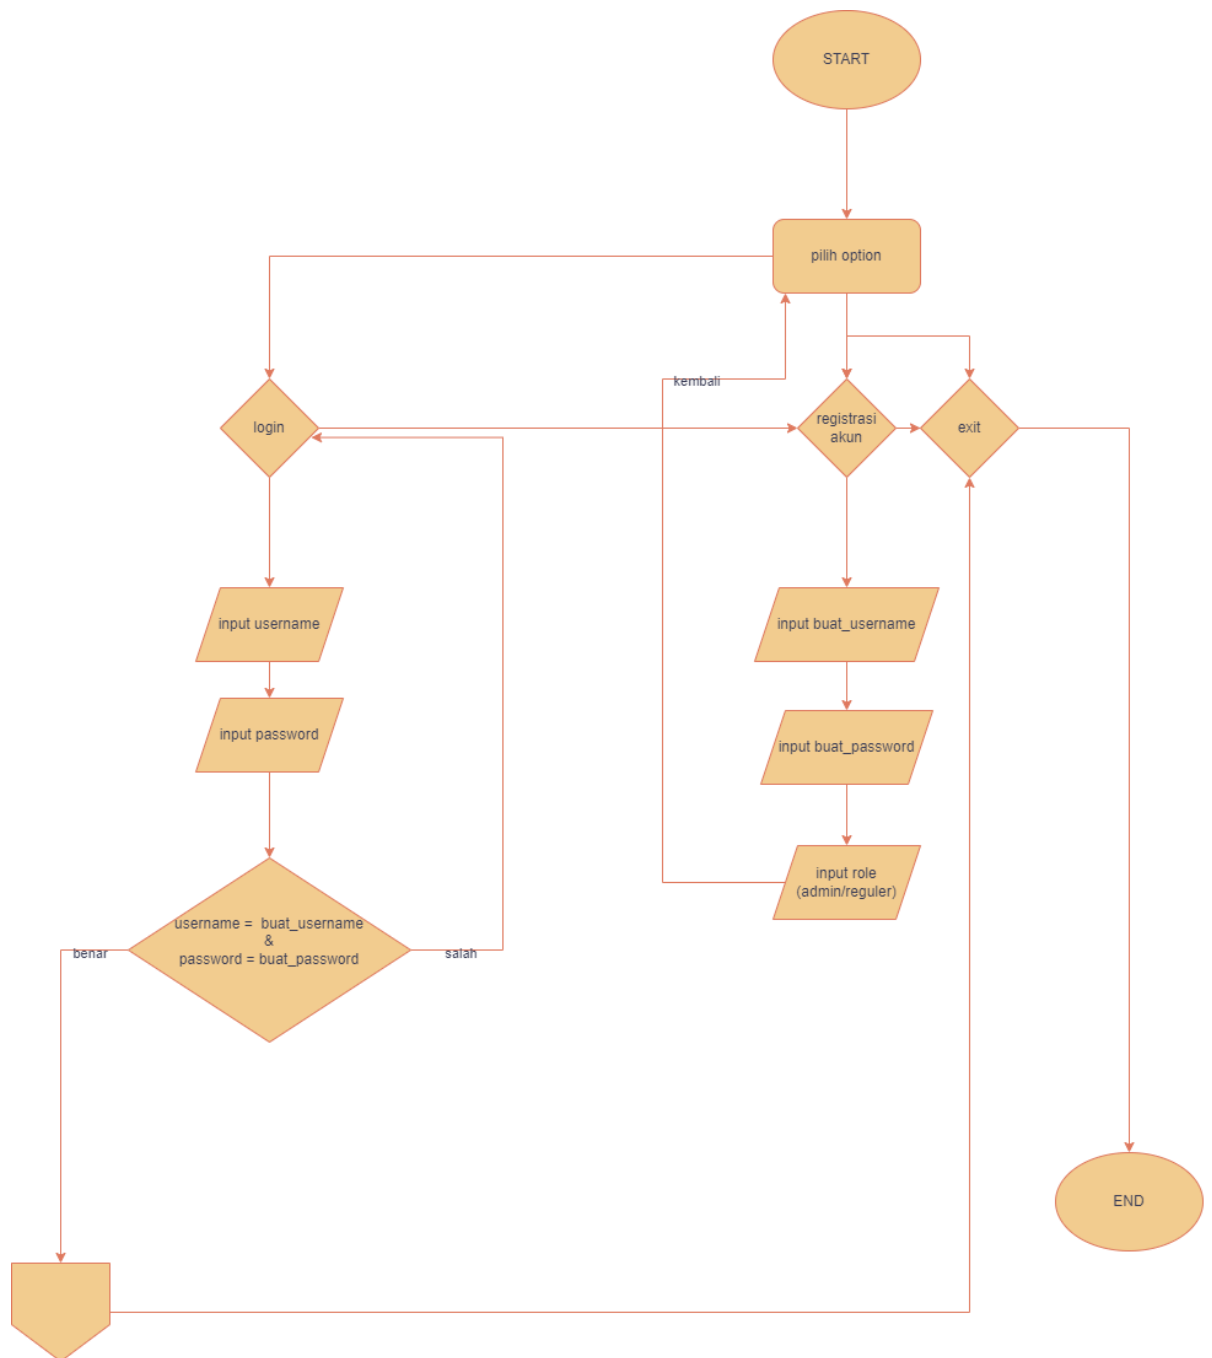 START
pilih option
kembali
login
registrasi
akun
exit
input username
input buat_username
input password
input buat_password
input role
(admin/reguler)
username = buat_username
&
password = buat_password
benar
salah
END